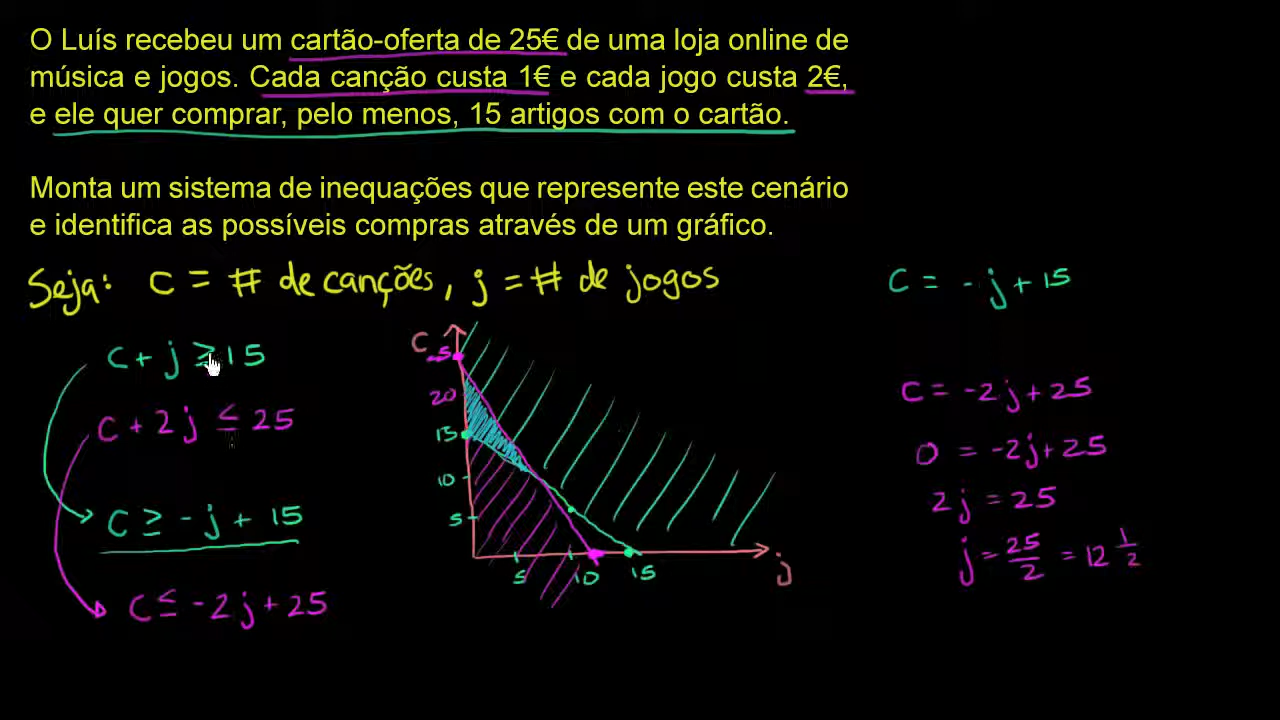 O Luís recebeu um cartão-oferta de 25€ de uma loja online de
música e jogos. Cada canção custa 1€ e cada jogo custa 2€,
e ele quer comprar, pelo menos, 15 artigos com o cartão.
Monta um sistema de inequações que represente este cenário
e identifica as possíveis compras através de um gráfico.
Seja: c = # de canções, j = # de jogos
c + j ≥ 15
c + 2j ≤ 25
c ≥ -j + 15
c ≤ -2j + 25
C
25
20
15
10
5
5
10
15
j
c = -j + 15
c = -2j + 25
0 = -2j + 25
2j = 25
j = 25/2 = 12 1/2